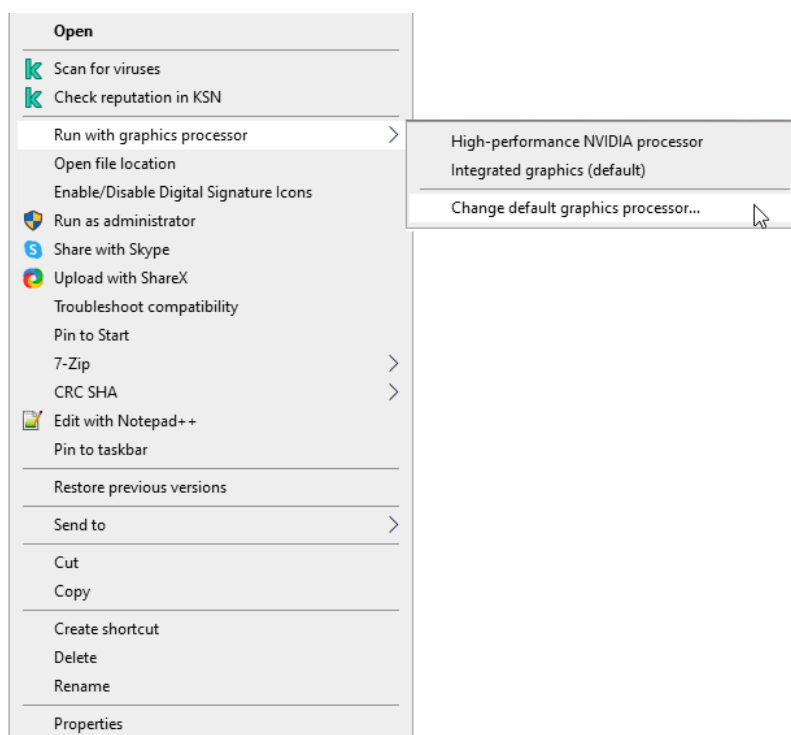 Open
Scan for viruses
Check reputation in KSN
Run with graphics processor
High-performance NVIDIA processor
Integrated graphics (default)
Change default graphics processor...
Open file location
Enable/Disable Digital Signature Icons
Run as administrator
Share with Skype
Upload with ShareX
Troubleshoot compatibility
Pin to Start
7-Zip
CRC SHA
Edit with Notepad++
Pin to taskbar
Restore previous versions
Send to
Cut
Copy
Create shortcut
Delete
Rename
Properties